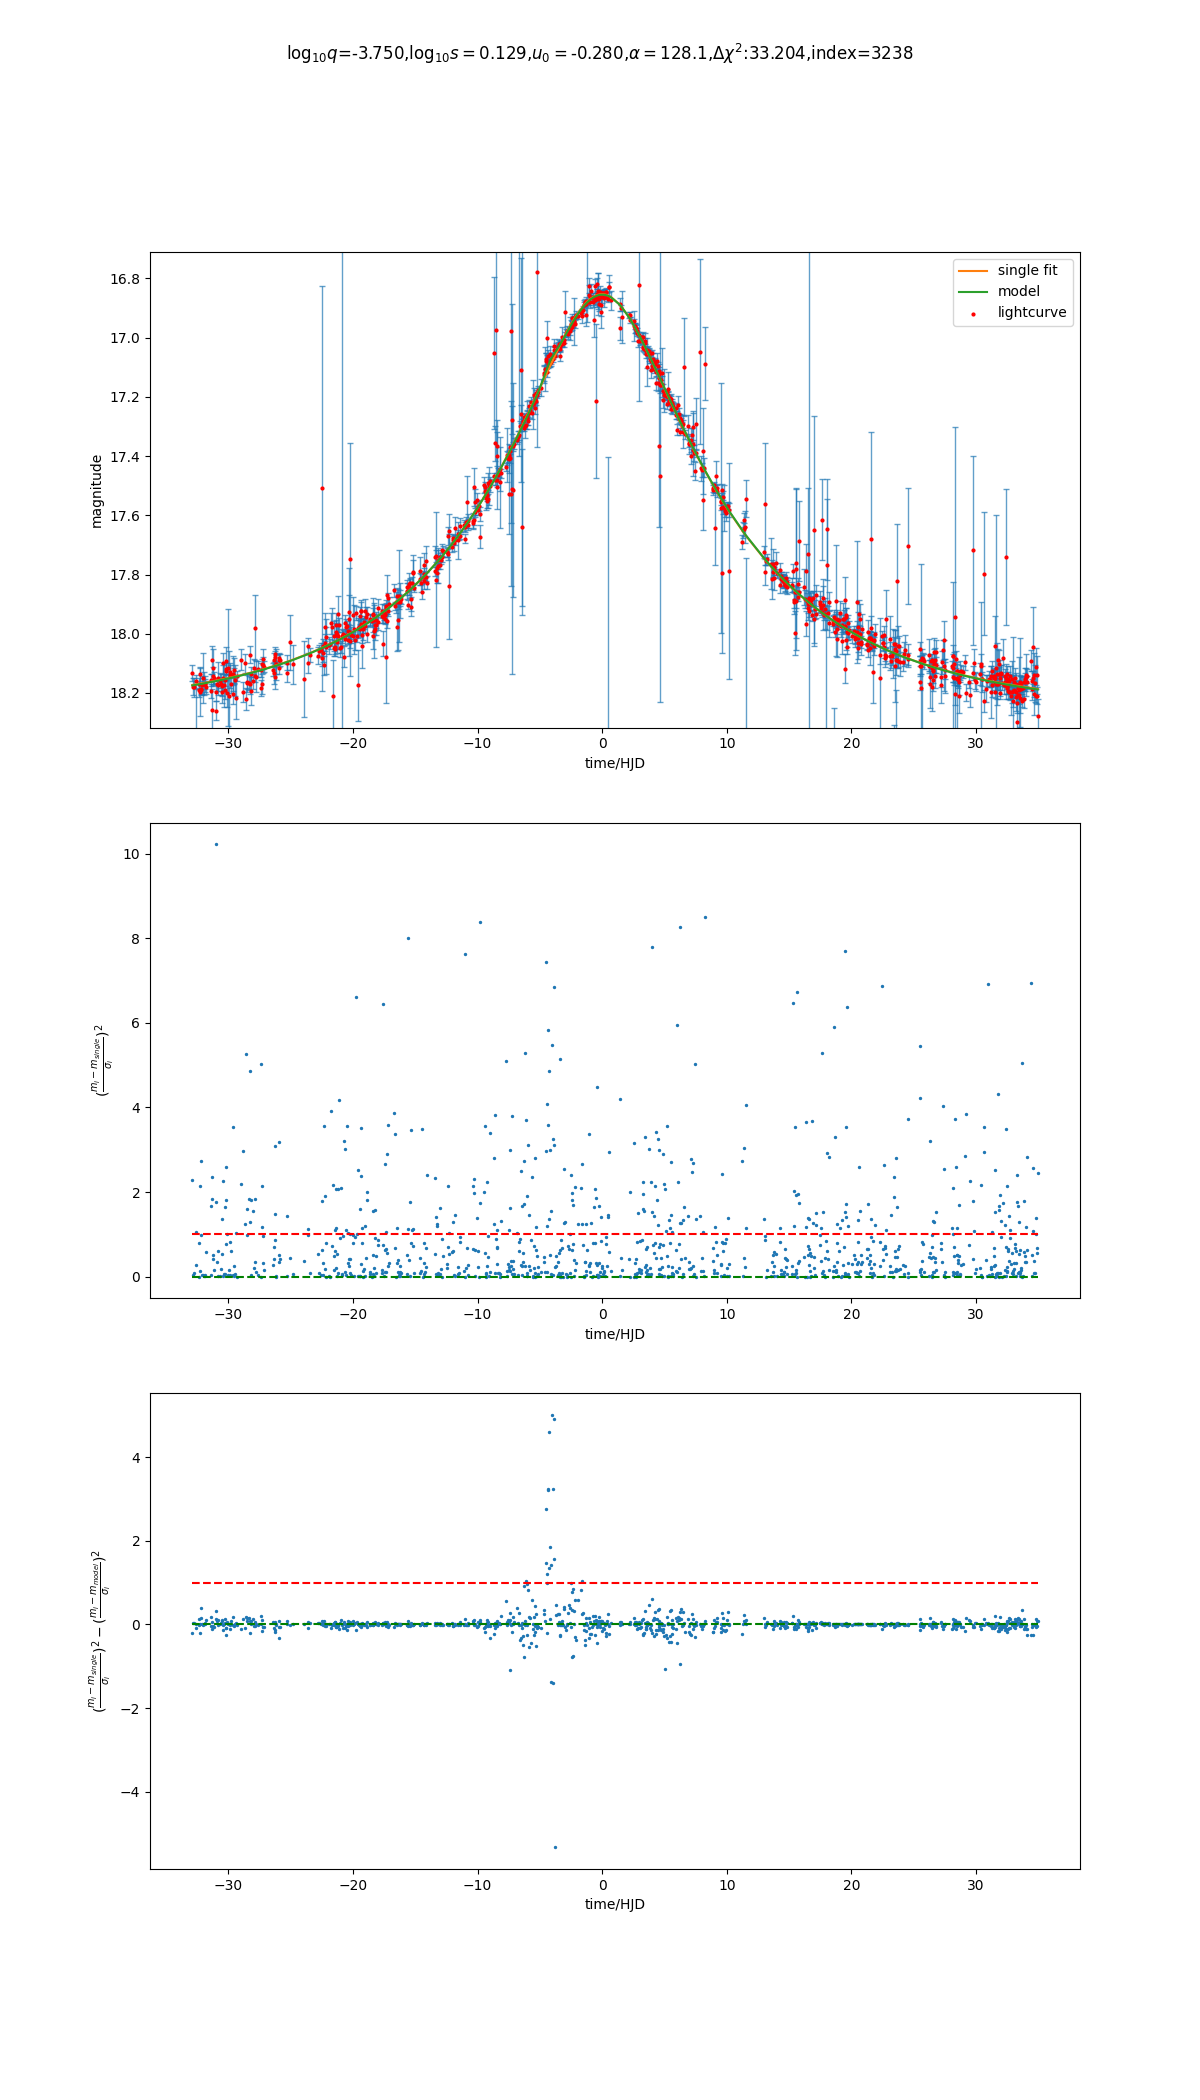 log₁₀q=-3.750,log₁₀s = 0.129,u₀ = -0.280,α = 128.1,Δχ²:33.204,index=3238
single fit
model
lightcurve
16.8
17.0
17.2
17.4
17.6
17.8
18.0
18.2
magnitude
−30 −20 −10 0 10 20 30
time/HJD
10
8
6
4
2
0
((mᵢ − m_single)/σᵢ)²
−30 −20 −10 0 10 20 30
time/HJD
4
2
0
−2
−4
((mᵢ − m_single)/σᵢ)² − ((mᵢ − m_model)/σᵢ)²
−30 −20 −10 0 10 20 30
time/HJD